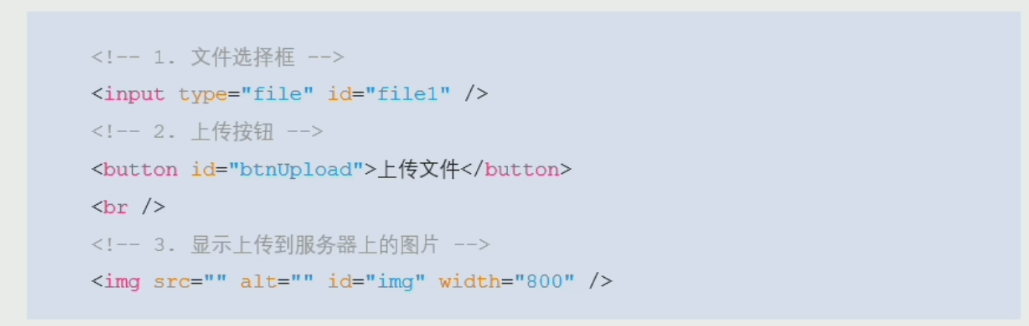 <!-- 1. 文件选择框 -->
<input type="file" id="file1" />
<!-- 2. 上传按钮 -->
<button id="btnUpload">上传文件</button>
<br />
<!-- 3. 显示上传到服务器上的图片 -->
<img src="" alt="" id="img" width="800" />